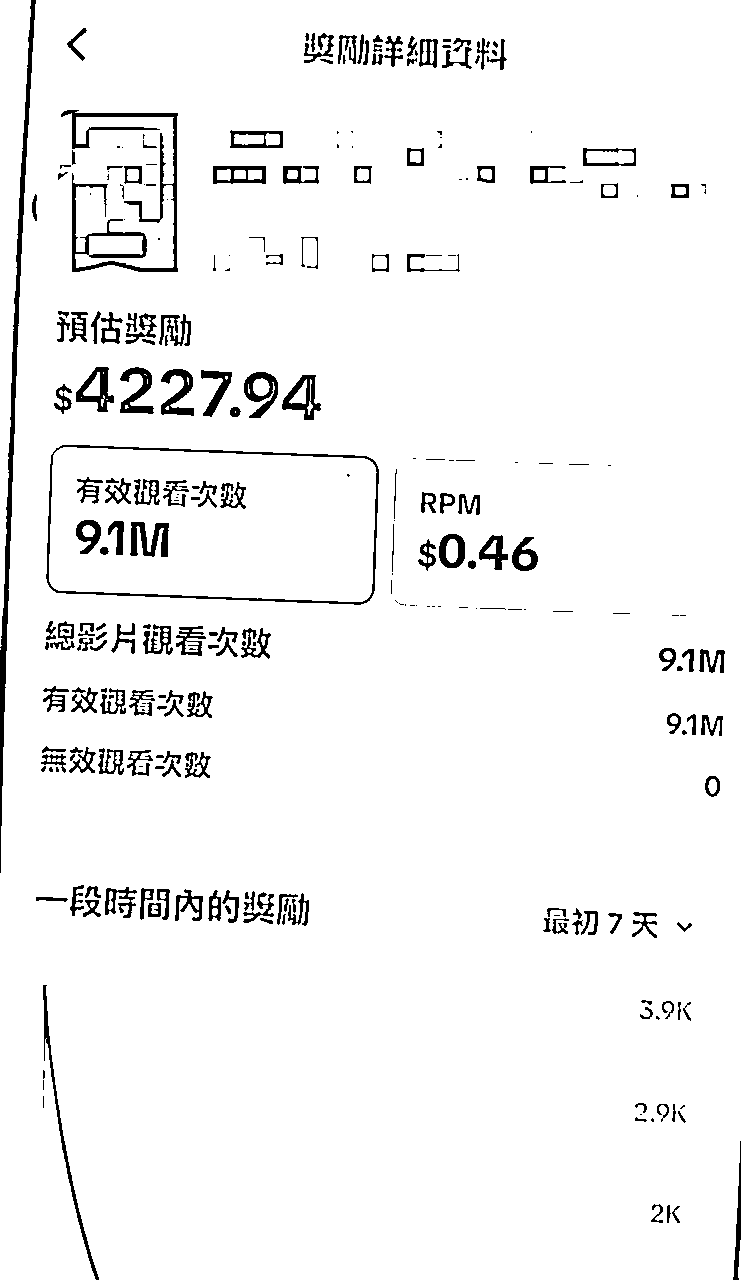 獎勵詳細資料
預估獎勵
$4227.94
有效觀看次數
9.1M
RPM
$0.46
總影片觀看次數 9.1M
有效觀看次數 9.1M
無效觀看次數 0
一段時間內的獎勵 最初 7 天
3.9K
2.9K
2K